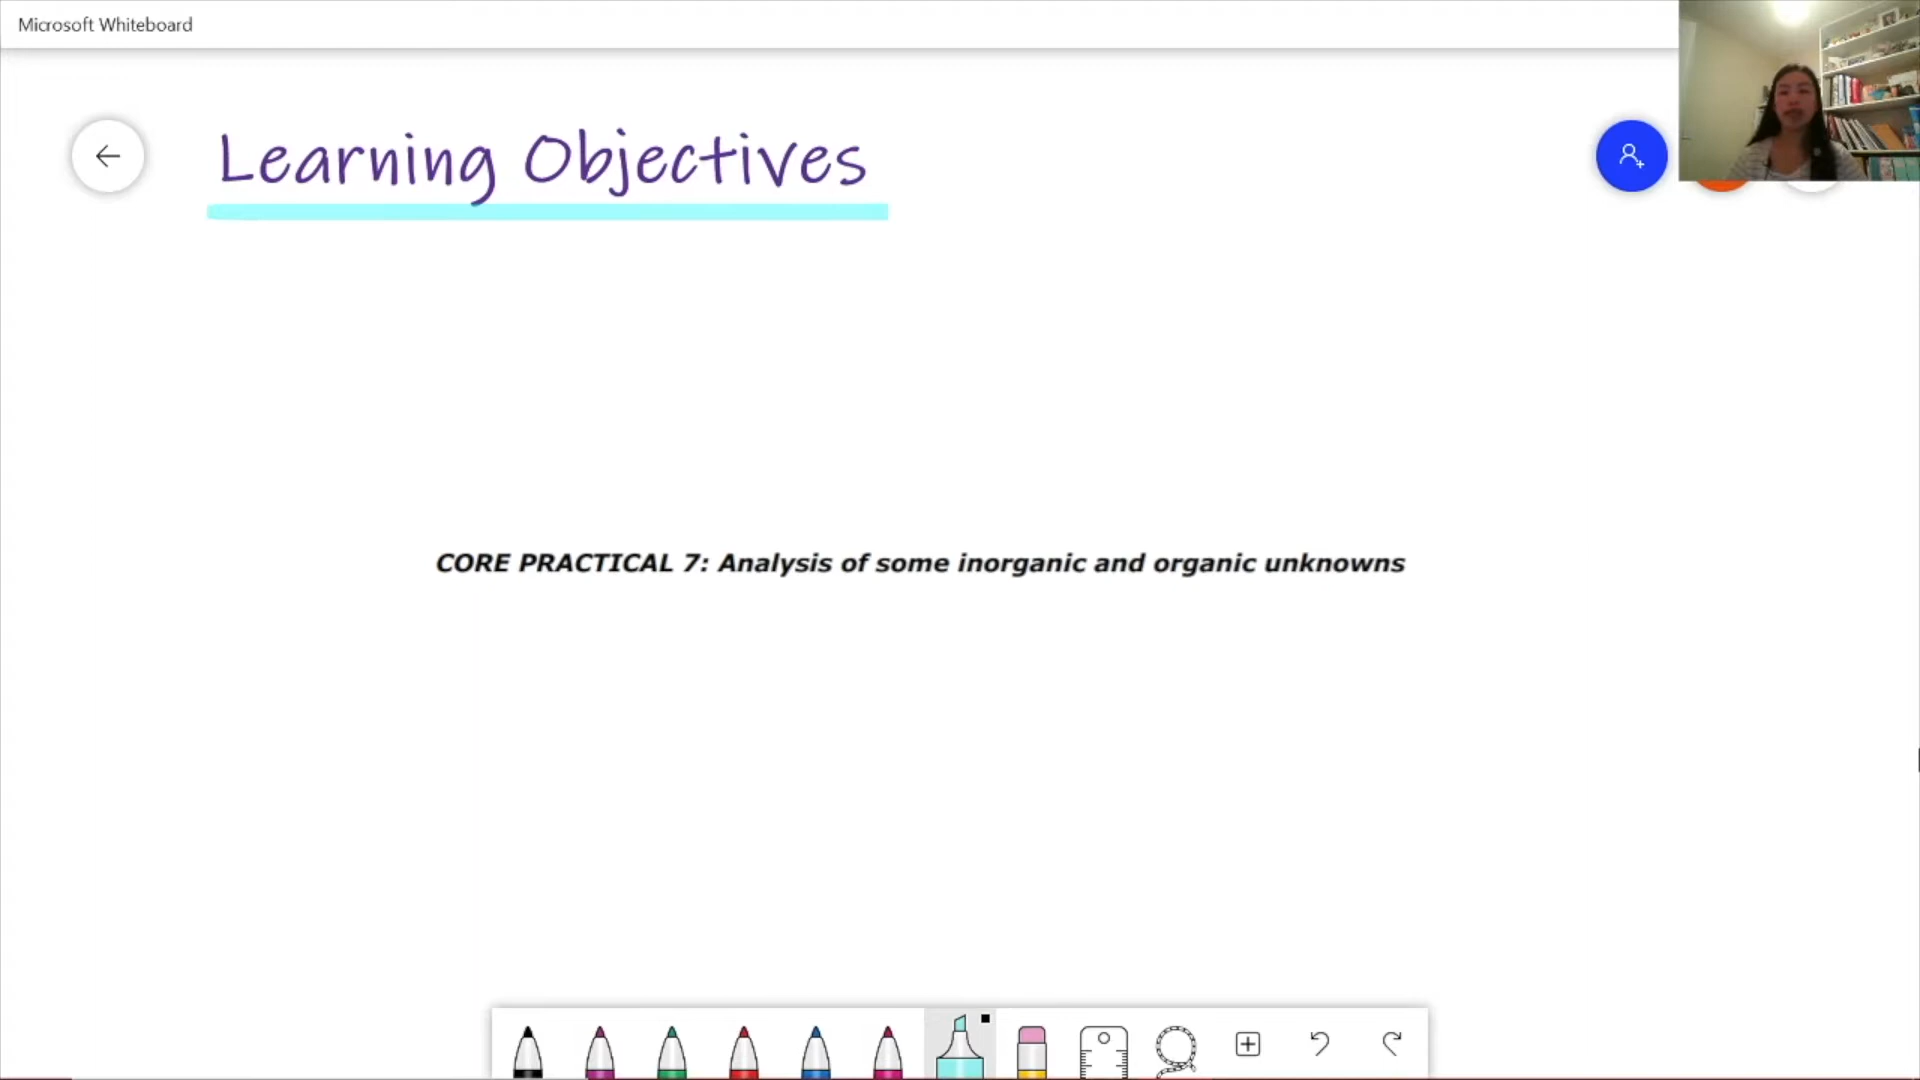 Microsoft Whiteboard
Learning Objectives
CORE PRACTICAL 7: Analysis of some inorganic and organic unknowns